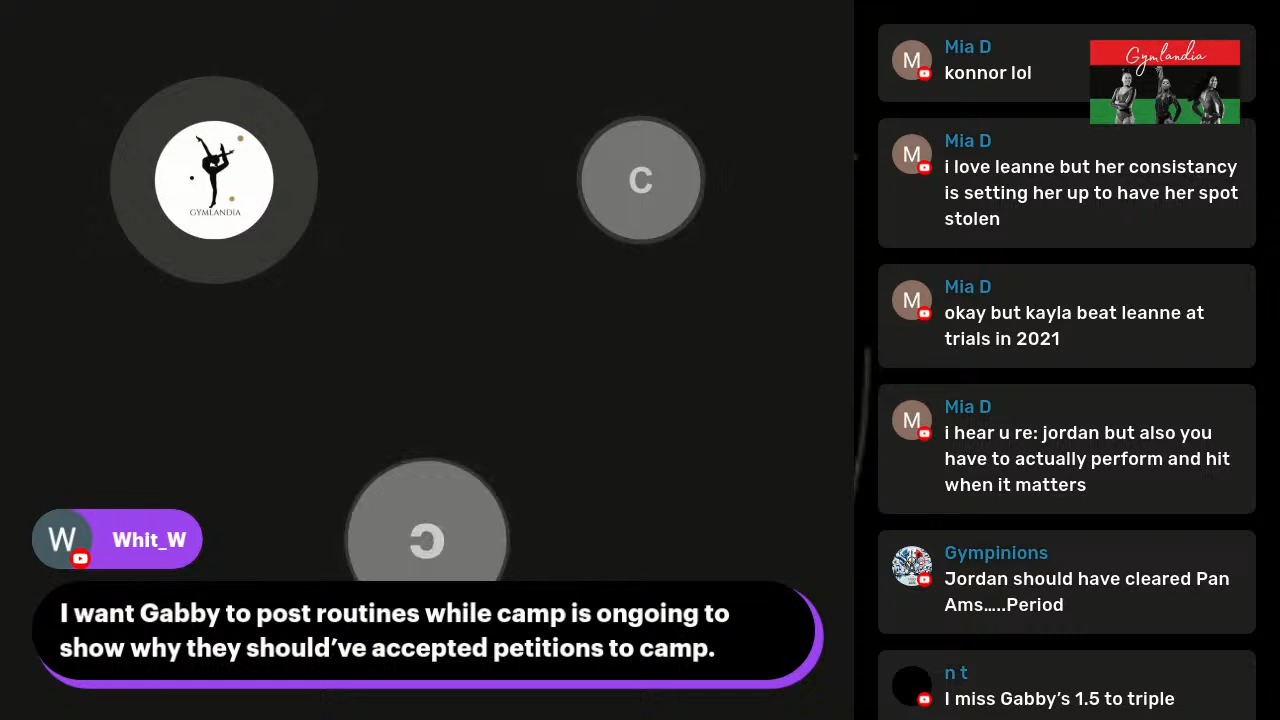 GYMLANDIA
C
C
W
Whit_W
I want Gabby to post routines while camp is ongoing to
show why they should've accepted petitions to camp.
M
Mia D
konnor lol
Gymlandia
M
Mia D
i love leanne but her consistancy
is setting her up to have her spot
stolen
M
Mia D
okay but kayla beat leanne at
trials in 2021
M
Mia D
i hear u re: jordan but also you
have to actually perform and hit
when it matters
Gympinions
Jordan should have cleared Pan
Ams.....Period
n t
I miss Gabby's 1.5 to triple